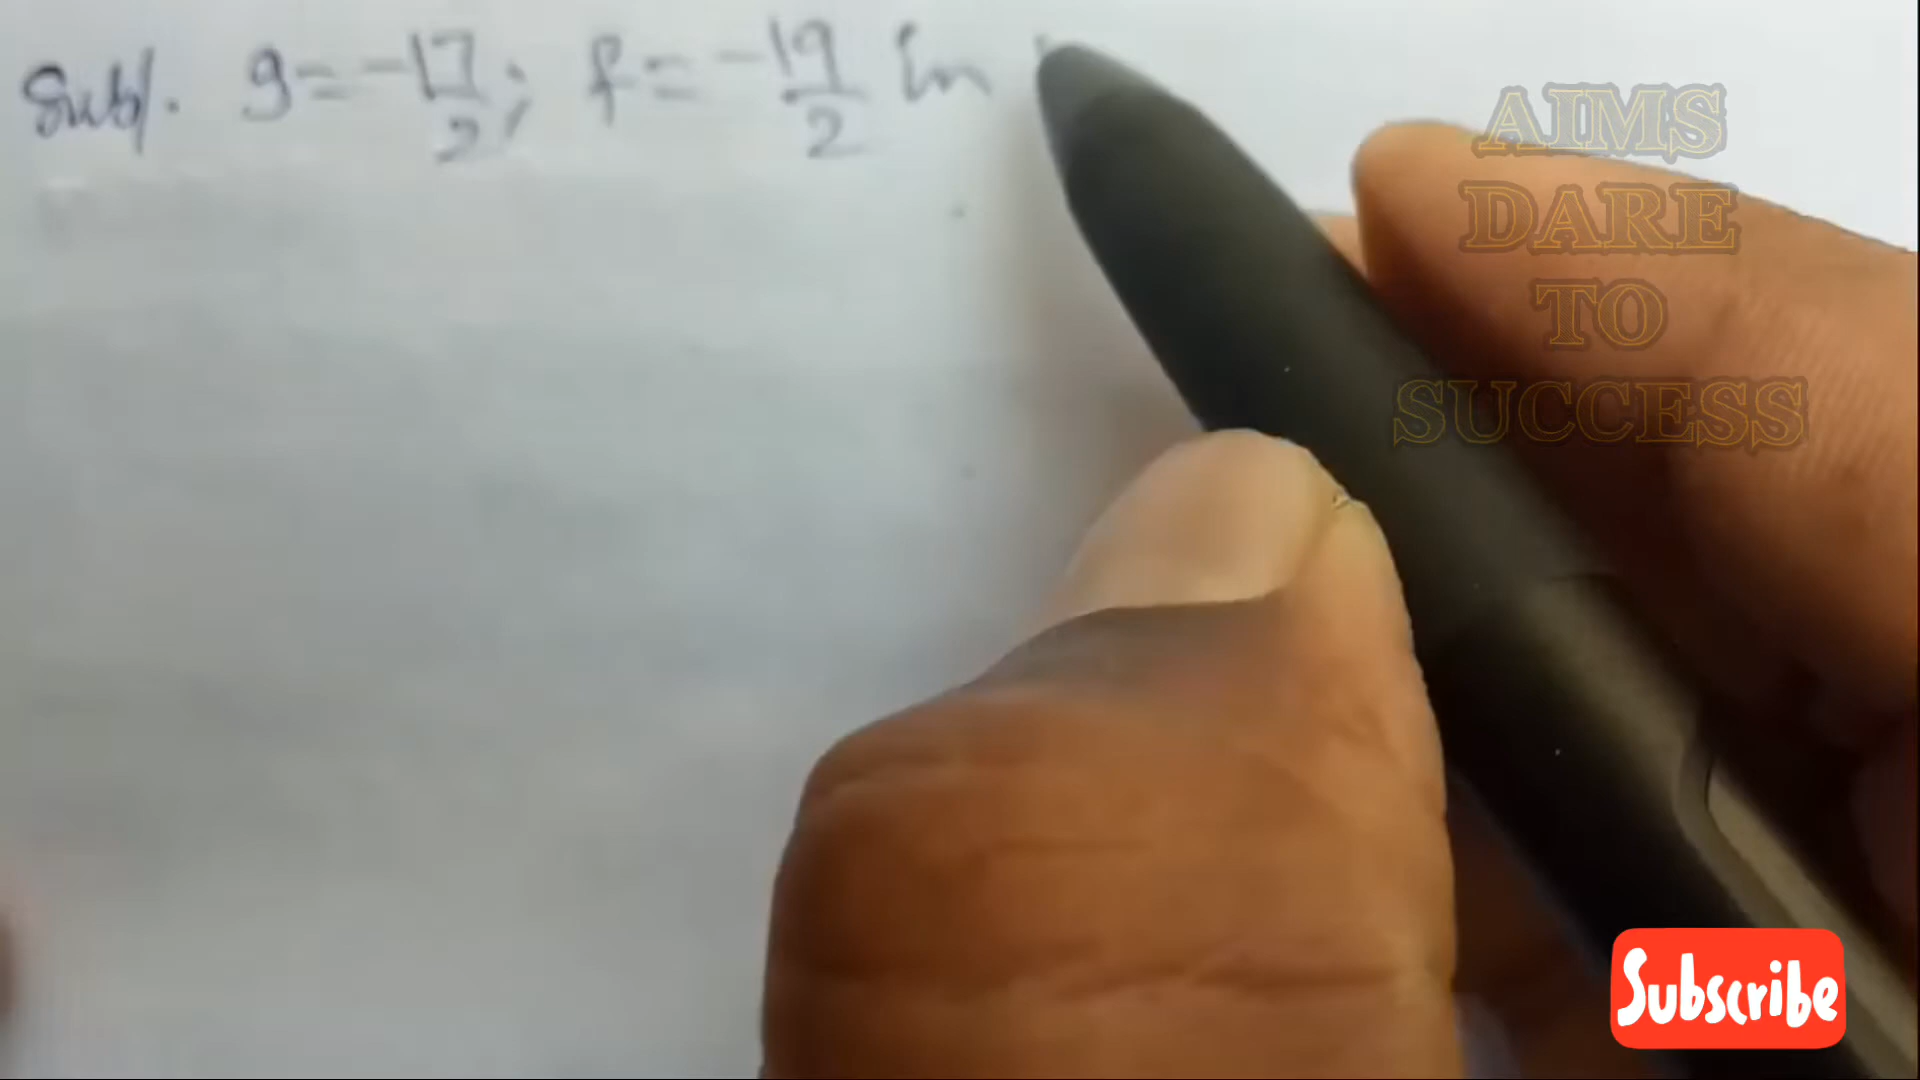 Sub/. g = -17/2 ; f = -19/2 in
AIMS
DARE
TO
SUCCESS
Subscribe